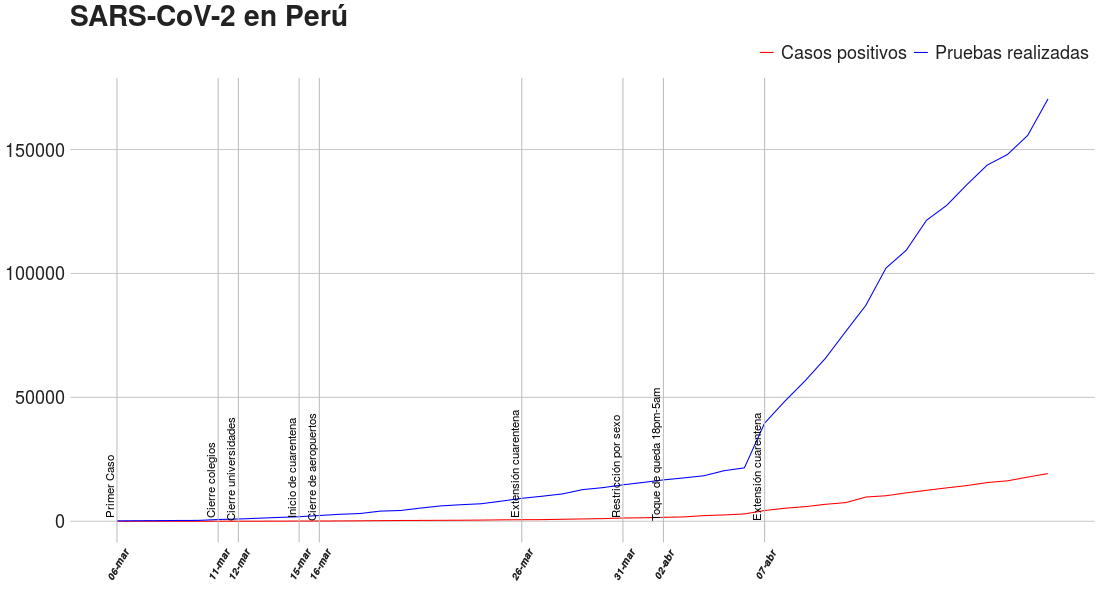 SARS-CoV-2 en Perú
Casos positivos
Pruebas realizadas
150000
100000
50000
0
Primer Caso
Cierre colegios
Cierre universidades
Inicio de cuarentena
Cierre de aeropuertos
Extensión cuarentena
Restricción por sexo
Toque de queda 18pm-5am
Extensión cuarentena
06-mar
11-mar
12-mar
15-mar
16-mar
26-mar
31-mar
02-abr
07-abr